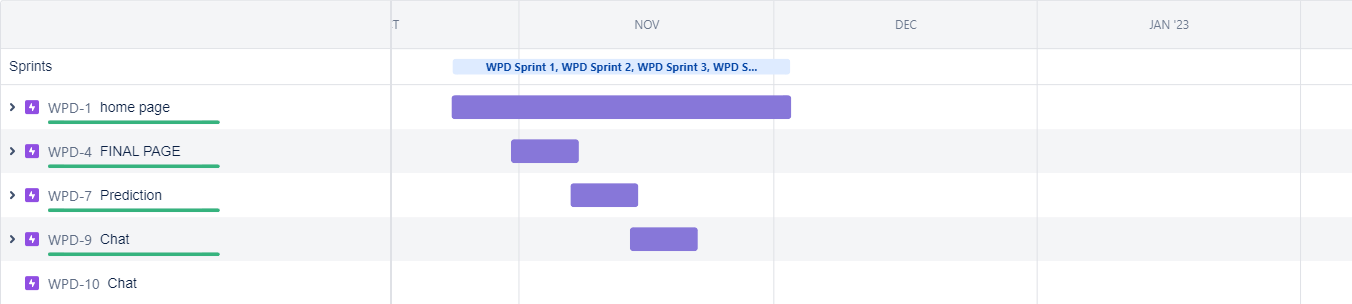 T NOV DEC JAN '23
Sprints WPD Sprint 1, WPD Sprint 2, WPD Sprint 3, WPD S...
WPD-1 home page
WPD-4 FINAL PAGE
WPD-7 Prediction
WPD-9 Chat
WPD-10 Chat